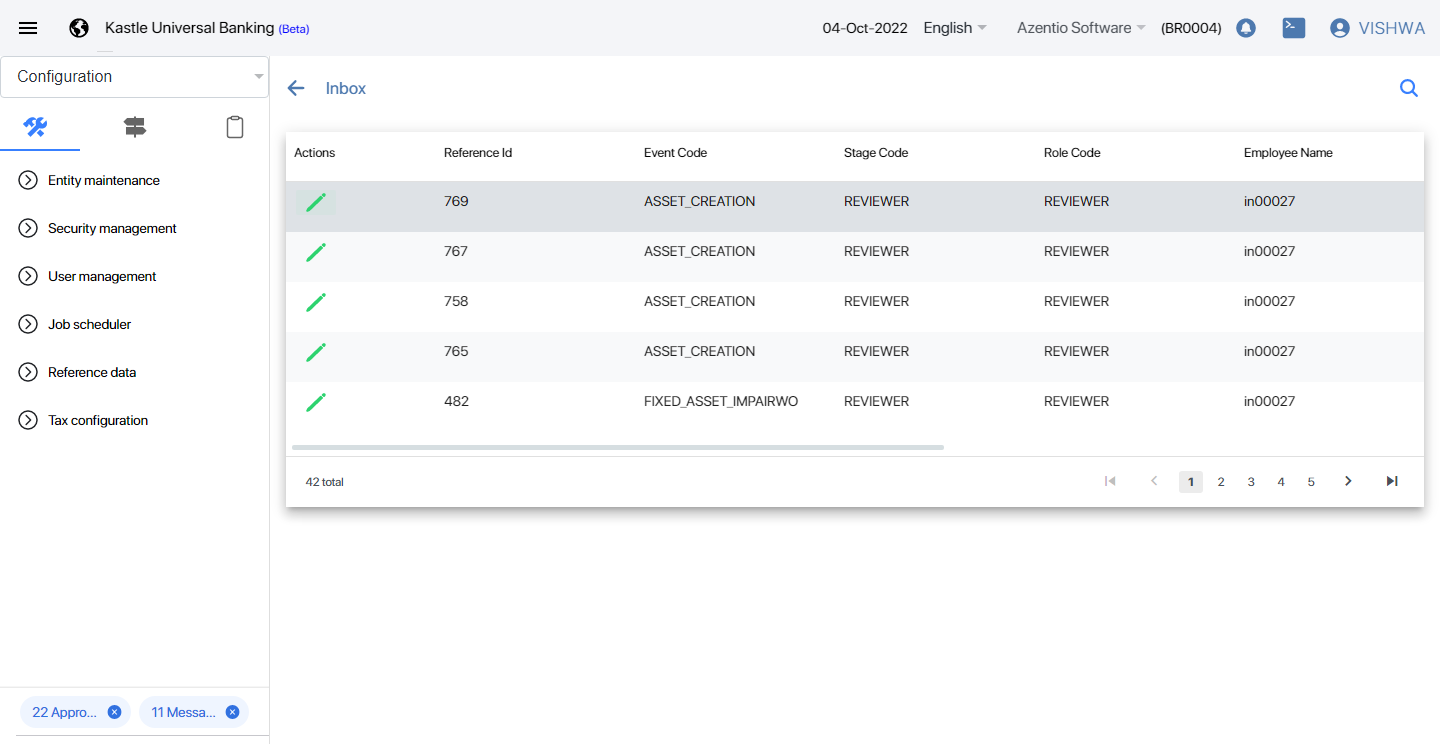 Kastle Universal Banking (Beta) 04-Oct-2022 English Azentio Software (BR0004) VISHWA
Configuration
Inbox
Entity maintenance
Security management
User management
Job scheduler
Reference data
Tax configuration
Actions Reference Id Event Code Stage Code Role Code Employee Name
769 ASSET_CREATION REVIEWER REVIEWER in00027
767 ASSET_CREATION REVIEWER REVIEWER in00027
758 ASSET_CREATION REVIEWER REVIEWER in00027
765 ASSET_CREATION REVIEWER REVIEWER in00027
482 FIXED_ASSET_IMPAIRWO REVIEWER REVIEWER in00027
42 total 1 2 3 4 5
22 Appro... 11 Messa...